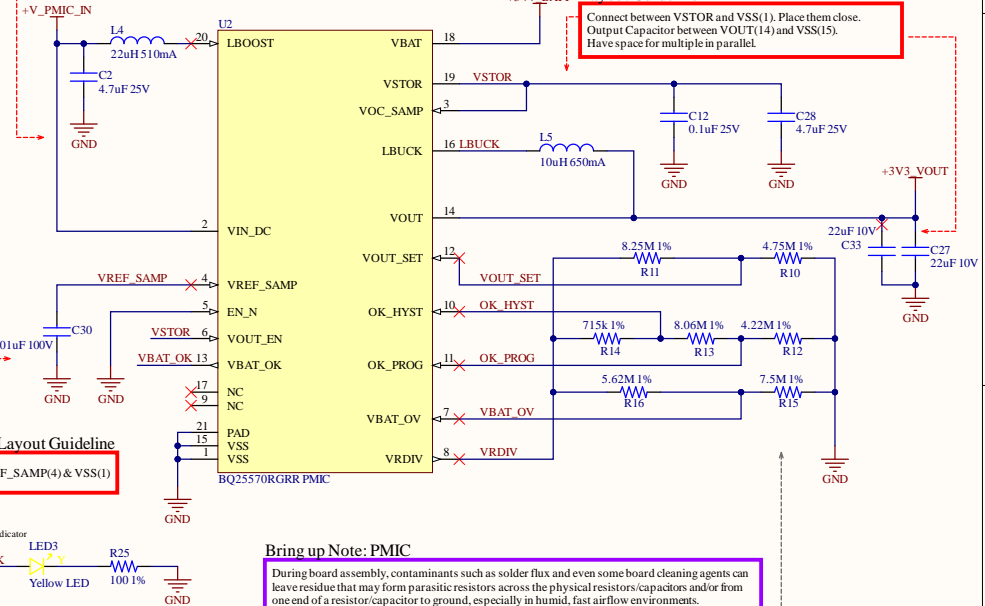 +V_PMIC_IN
L4
22uH 510mA
C2
4.7uF 25V
GND
U2
20
LBOOST
2
VIN_DC
VREF_SAMP
4
VREF_SAMP
5
EN_N
VSTOR
6
VOUT_EN
VBAT_OK
13
VBAT_OK
17
NC
9
NC
21
PAD
15
VSS
1
VSS
BQ25570RGRR PMIC
C30
01uF 100V
GND
GND
GND
VBAT
18
VSTOR
19
VSTOR
VOC_SAMP
3
LBUCK
16
LBUCK
L5
10uH 650mA
VOUT
14
VOUT_SET
12
VOUT_SET
OK_HYST
10
OK_HYST
OK_PROG
11
OK_PROG
VBAT_OV
7
VBAT_OV
VRDIV
8
VRDIV
Connect between VSTOR and VSS(1). Place them close.
Output Capacitor between VOUT(14) and VSS(15).
Have space for multiple in parallel.
C12
0.1uF 25V
GND
C28
4.7uF 25V
GND
+3V3_VOUT
22uF 10V
C33
C27
22uF 10V
GND
8.25M 1%
R11
4.75M 1%
R10
715k 1%
R14
8.06M 1%
R13
4.22M 1%
R12
5.62M 1%
R16
7.5M 1%
R15
GND
Layout Guideline
F_SAMP(4) & VSS(1)
dicator
K
LED3
Y
Yellow LED
R25
100 1%
GND
Bring up Note: PMIC
During board assembly, contaminants such as solder flux and even some board cleaning agents can
leave residue that may form parasitic resistors across the physical resistors/capacitors and/or from
one end of a resistor/capacitor to ground, especially in humid, fast airflow environments.